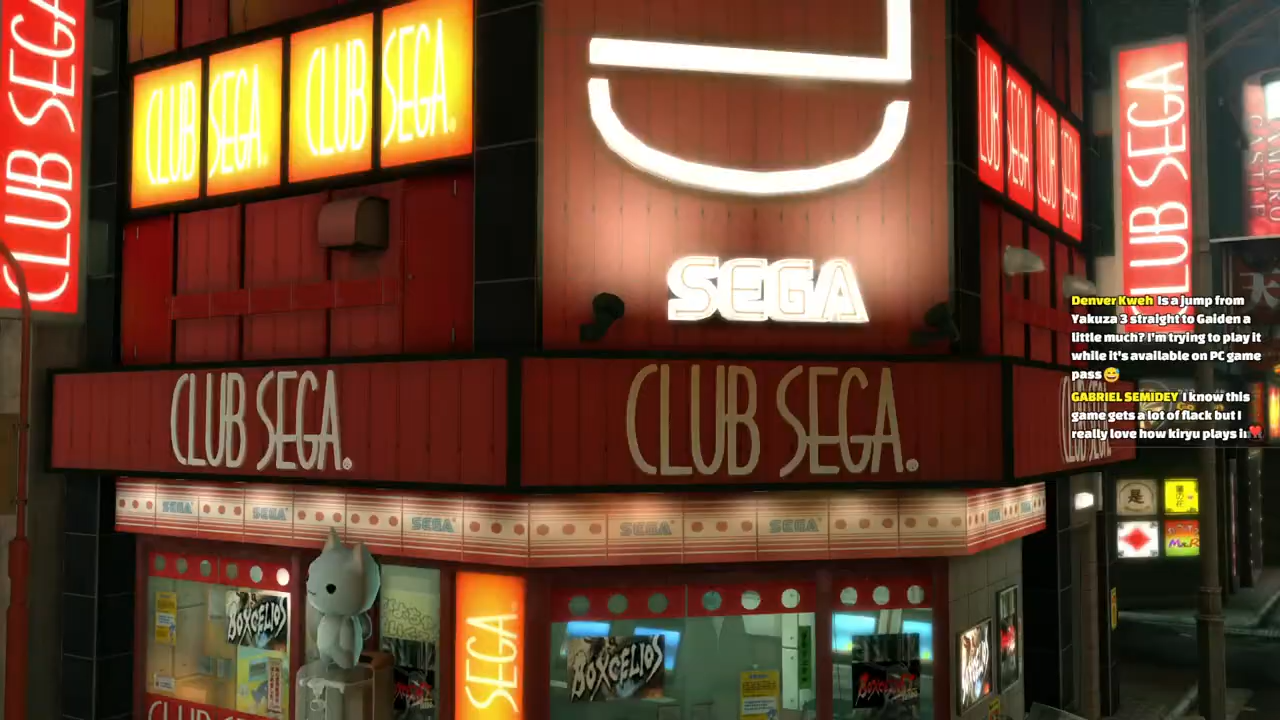 CLUB SEGA
CLUB SEGA.
CLUB SEGA.
LUB SEGA CLUB SEGA
CLUB SEGA
SEGA
Denver Kweh Is a jump from
Yakuza 3 straight to Gaiden a
little much? I'm trying to play it
while it's available on PC game
pass 😅
GABRIEL SEMIDEY I know this
game gets a lot of flack but I
really love how kiryu plays in
CLUB SEGA.
CLUB SEGA.
SEGA
SEGA
SEGA
SEGA
SEGA
是
BOXCELIOS
SEGA
BOXCELIOS